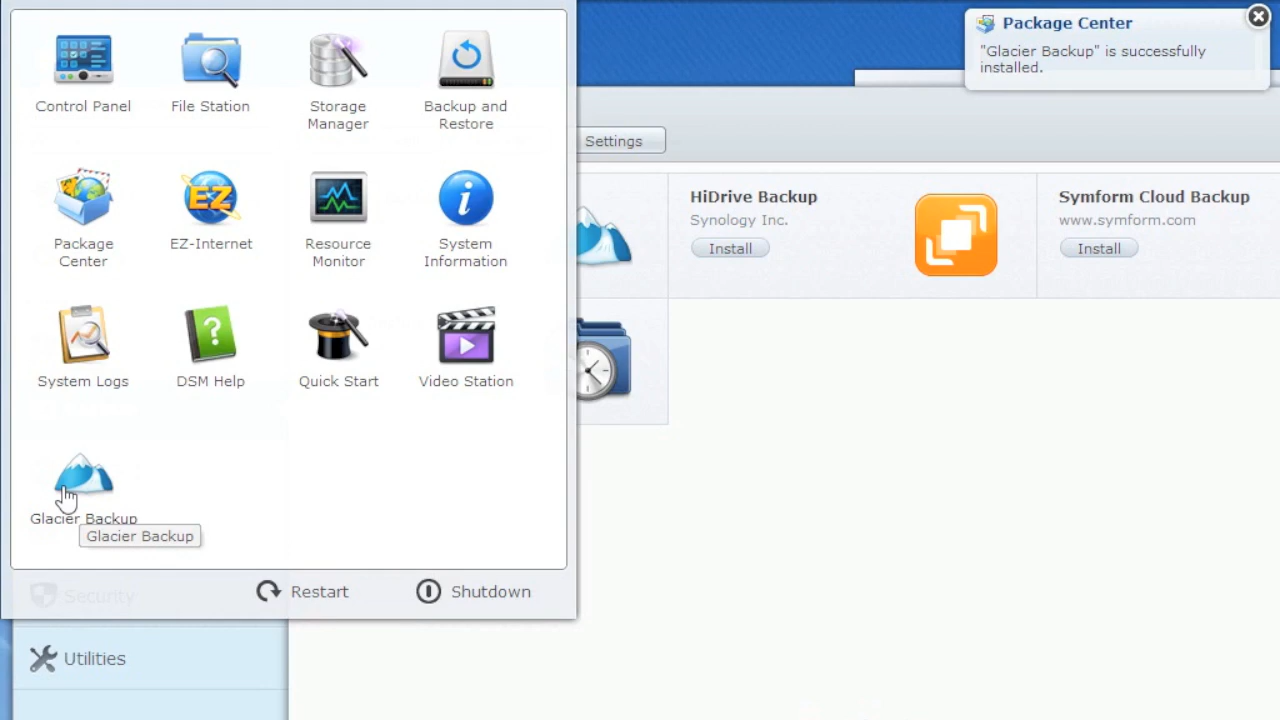 Package Center
"Glacier Backup" is successfully
installed.
Control Panel
File Station
Storage
Manager
Backup and
Restore
Settings
Package
Center
EZ
EZ-Internet
Resource
Monitor
System
Information
HiDrive Backup
Synology Inc.
Install
Symform Cloud Backup
www.symform.com
Install
System Logs
DSM Help
Quick Start
Video Station
Glacier Backup
Glacier Backup
Security
Restart
Shutdown
Utilities